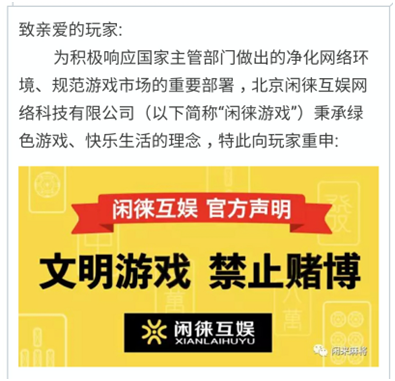 致亲爱的玩家:
为积极响应国家主管部门做出的净化网络环
境、规范游戏市场的重要部署，北京闲徕互娱网
络科技有限公司（以下简称“闲徕游戏”）秉承绿
色游戏、快乐生活的理念，特此向玩家重申:
闲徕互娱 官方声明
文明游戏 禁止赌博
闲徕互娱
XIANLAIHUYU